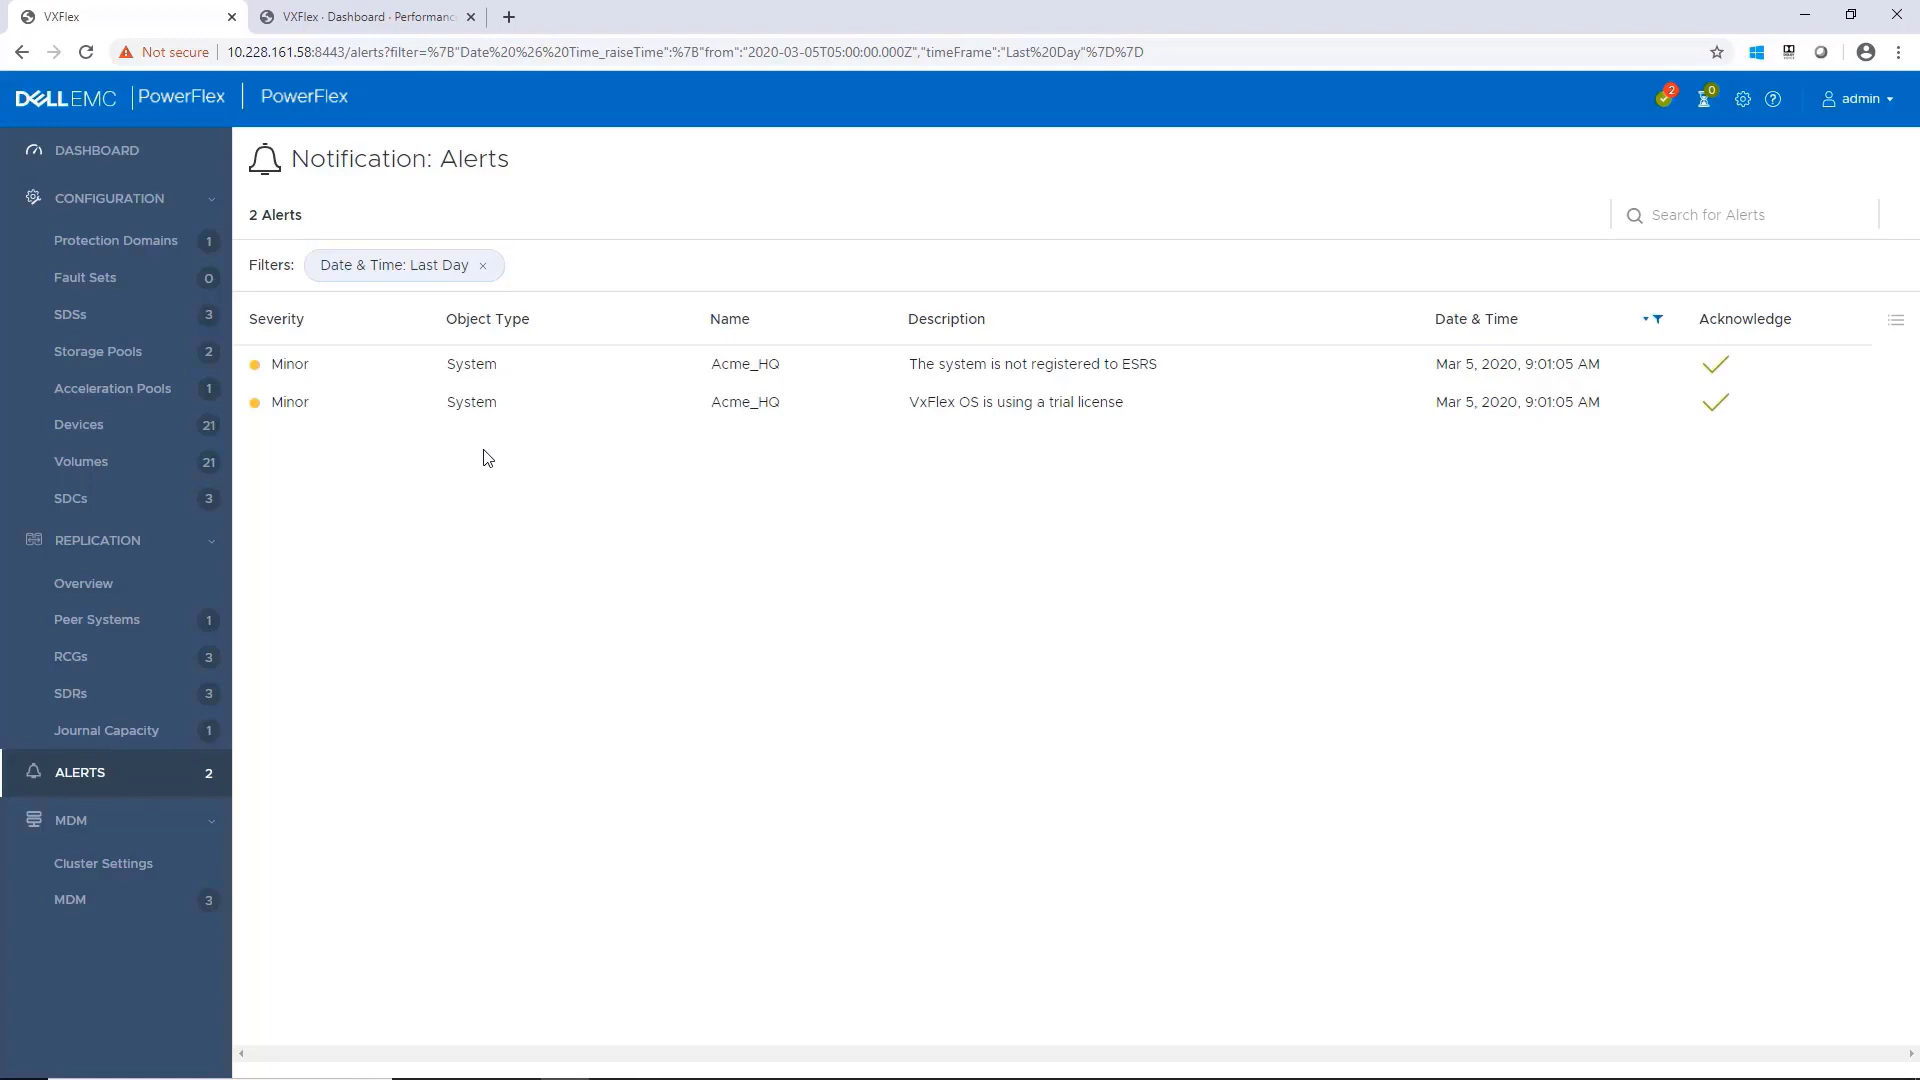 VXFlex
VXFlex · Dashboard · Performanc
Not secure
10.228.161.58:8443/alerts?filter=%7B"Date%20%26%20Time_raiseTime":%7B"from":"2020-03-05T05:00:00.000Z","timeFrame":"Last%20Day"%7D%7D
DELL EMC PowerFlex PowerFlex
2
0
admin
DASHBOARD
CONFIGURATION
Protection Domains 1
Fault Sets 0
SDSs 3
Storage Pools 2
Acceleration Pools 1
Devices 21
Volumes 21
SDCs 3
REPLICATION
Overview
Peer Systems 1
RCGs 3
SDRs 3
Journal Capacity 1
ALERTS 2
MDM
Cluster Settings
MDM 3
Notification: Alerts
2 Alerts
Search for Alerts
Filters: Date & Time: Last Day ×
Severity Object Type Name Description Date & Time Acknowledge
Minor System Acme_HQ The system is not registered to ESRS Mar 5, 2020, 9:01:05 AM
Minor System Acme_HQ VxFlex OS is using a trial license Mar 5, 2020, 9:01:05 AM